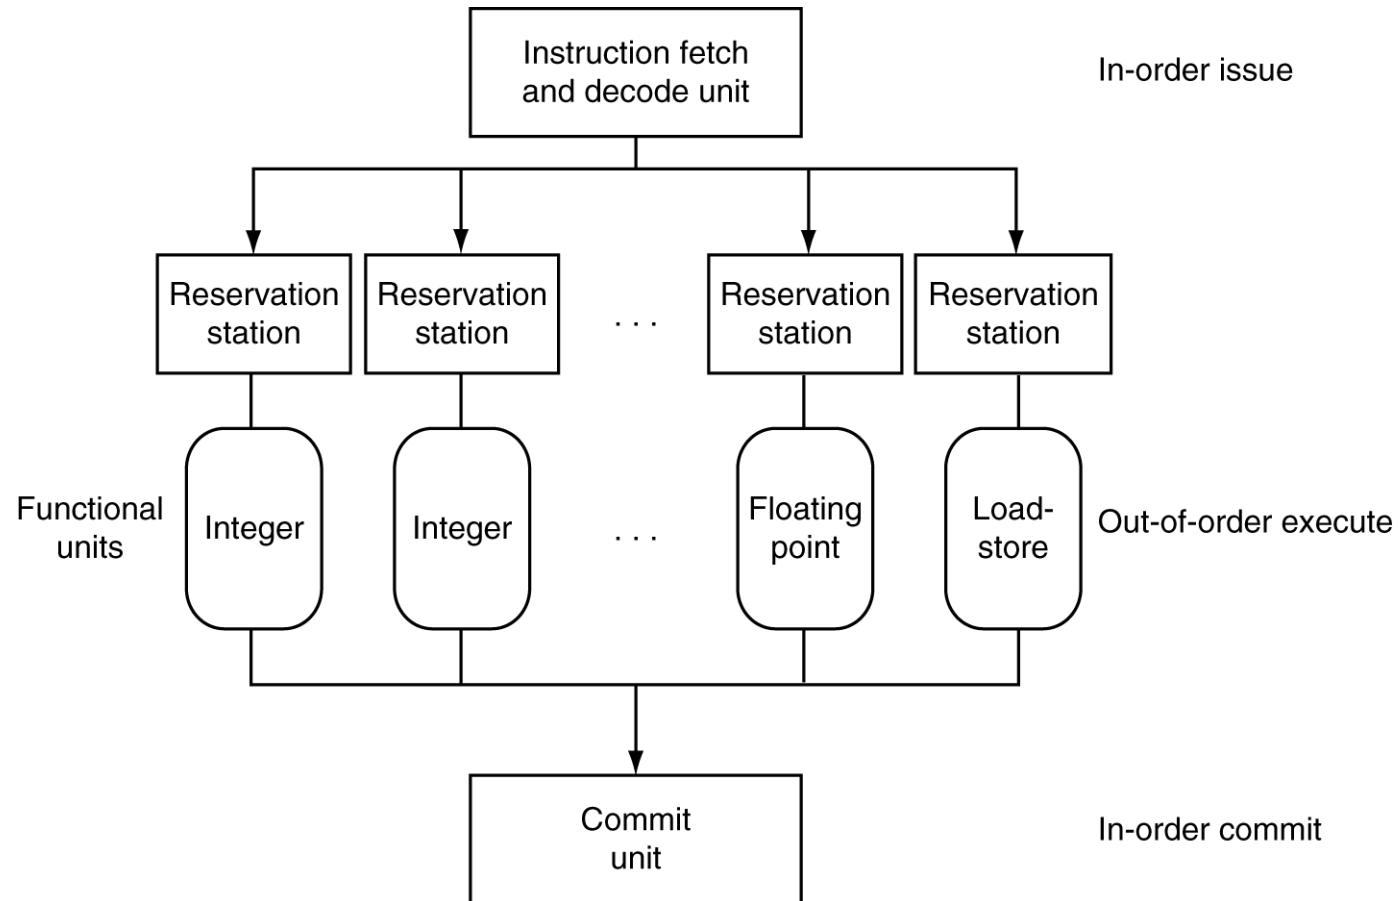 Instruction fetch
and decode unit
In-order issue
Reservation
station
Reservation
station
. . .
Reservation
station
Reservation
station
Functional
units
Integer
Integer
. . .
Floating
point
Load-
store
Out-of-order execute
Commit
unit
In-order commit